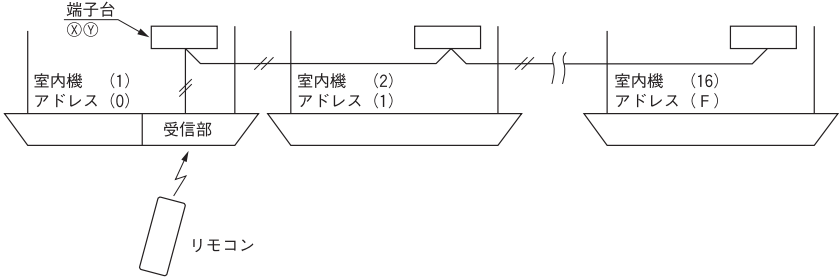 端子台
ⓍⓎ
室内機 (1)
アドレス(0)
室内機 (2)
アドレス(1)
室内機 (16)
アドレス (F)
受信部
リモコン